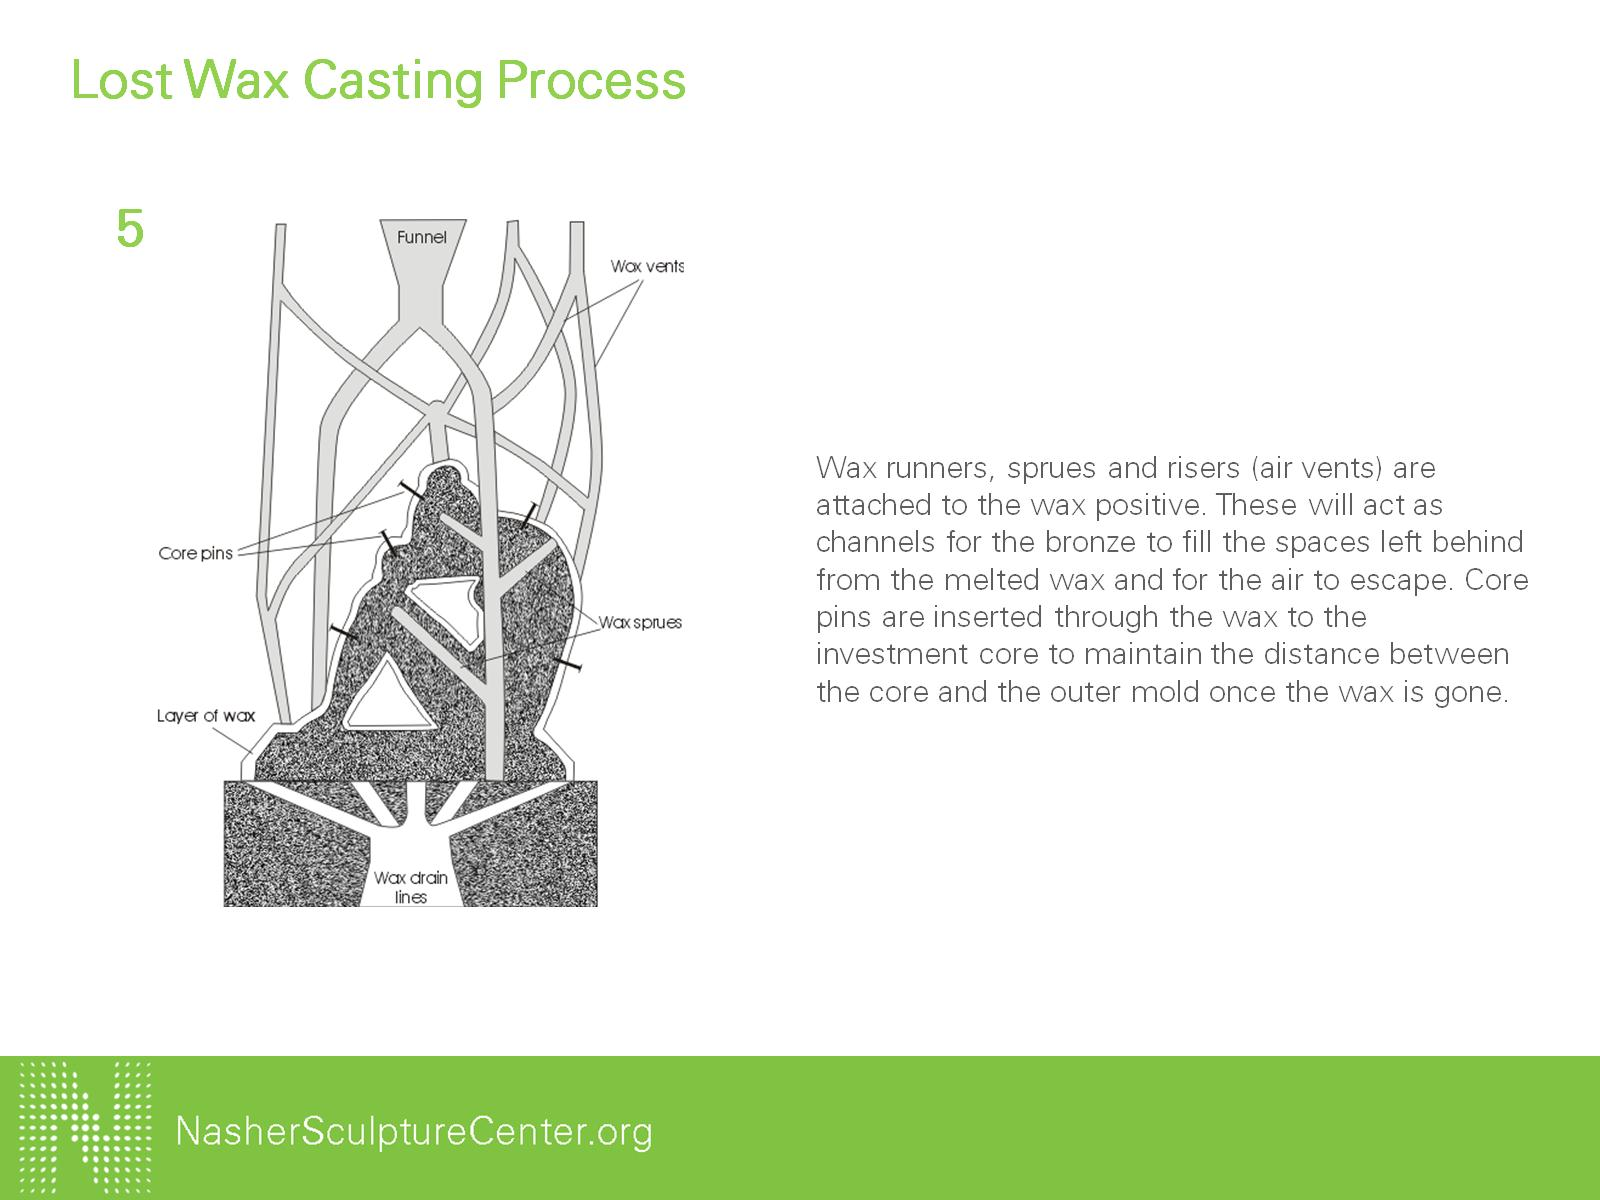 Lost Wax Casting Process
5
Funnel
Wax vents
Core pins
Wax sprues
Layer of wax
Wax drain
lines
Wax runners, sprues and risers (air vents) are
attached to the wax positive. These will act as
channels for the bronze to fill the spaces left behind
from the melted wax and for the air to escape. Core
pins are inserted through the wax to the
investment core to maintain the distance between
the core and the outer mold once the wax is gone.
N
NasherSculptureCenter.org